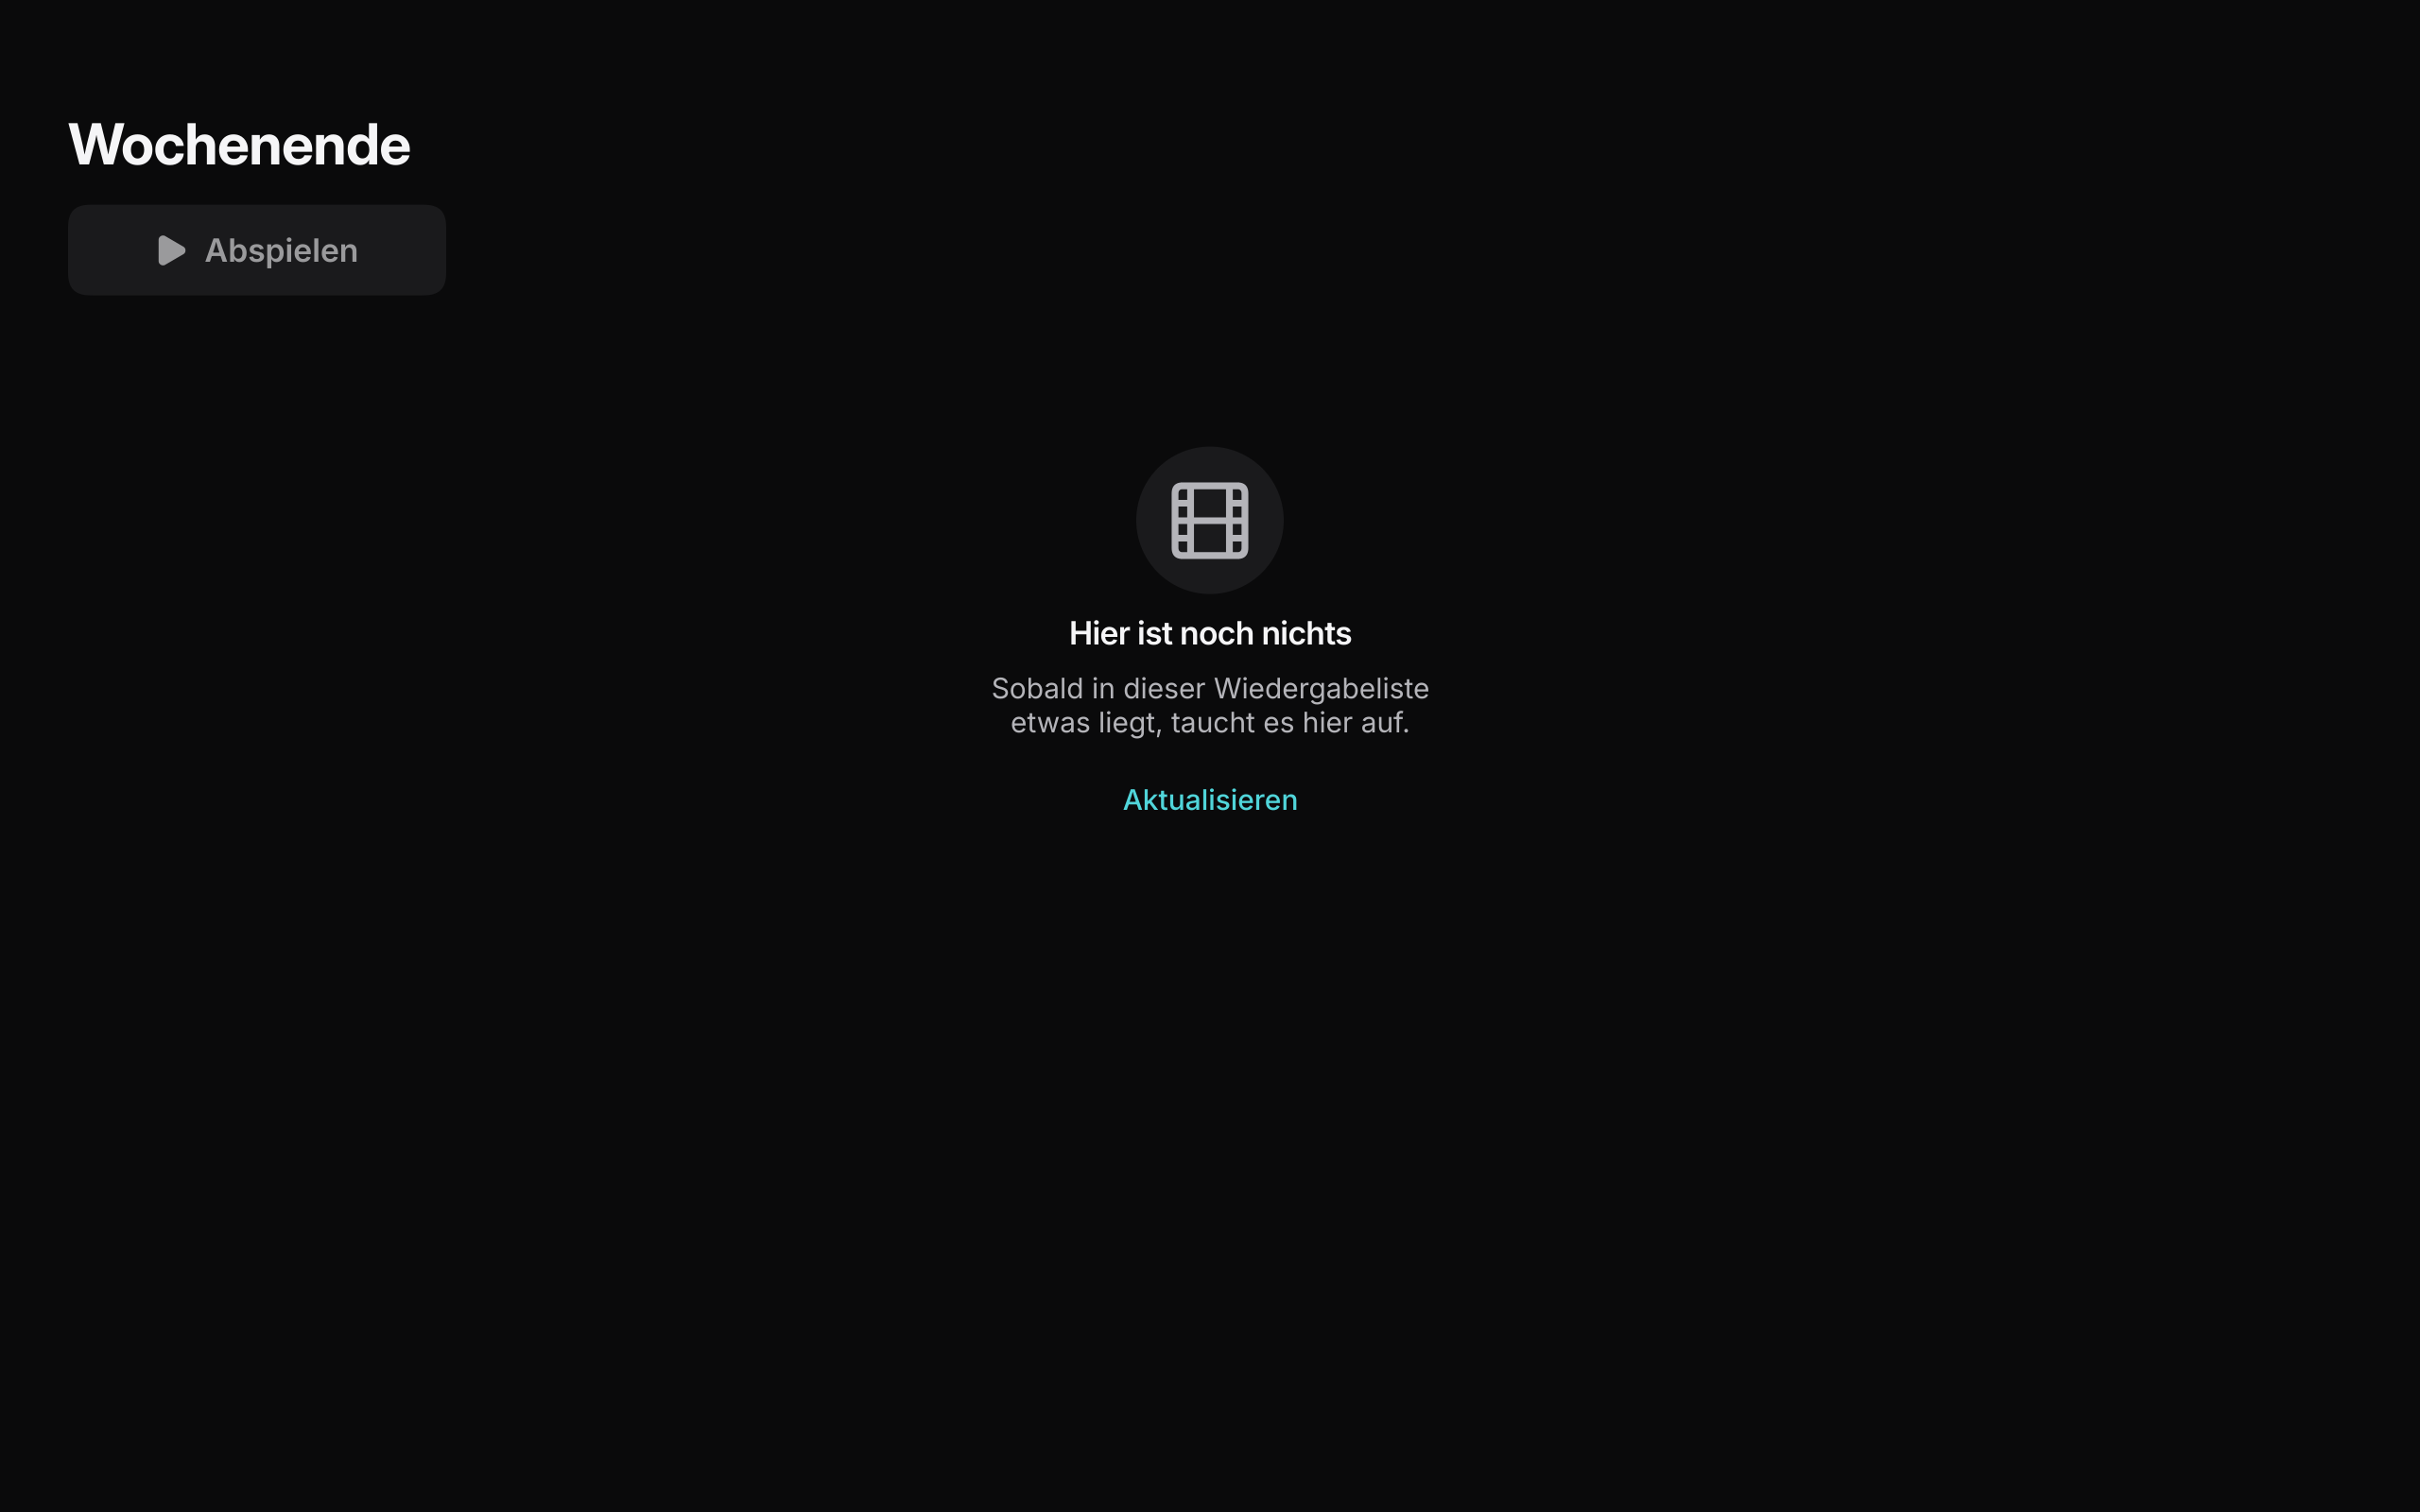 Wochenende
Abspielen
Hier ist noch nichts
Sobald in dieser Wiedergabeliste
etwas liegt, taucht es hier auf.
Aktualisieren